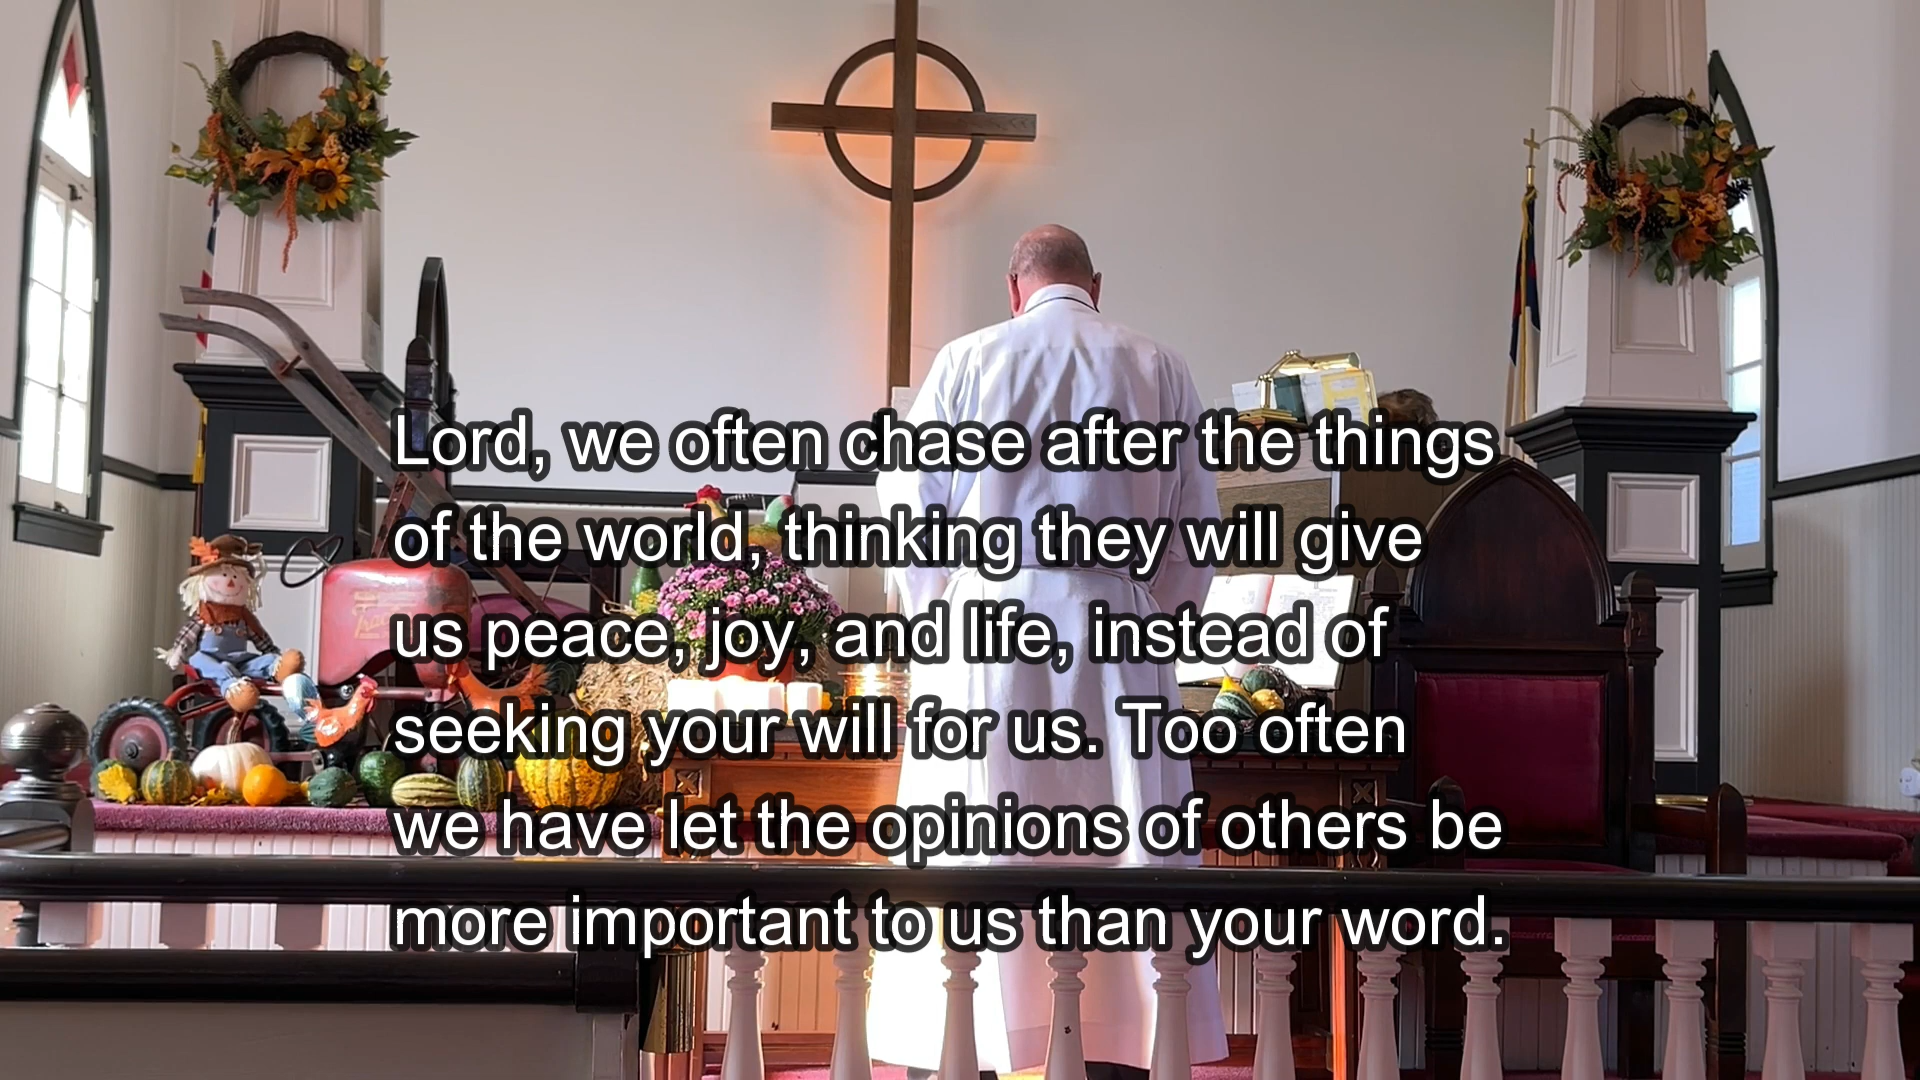 Lord, we often chase after the things
of the world, thinking they will give
us peace, joy, and life, instead of
seeking your will for us. Too often
we have let the opinions of others be
more important to us than your word.